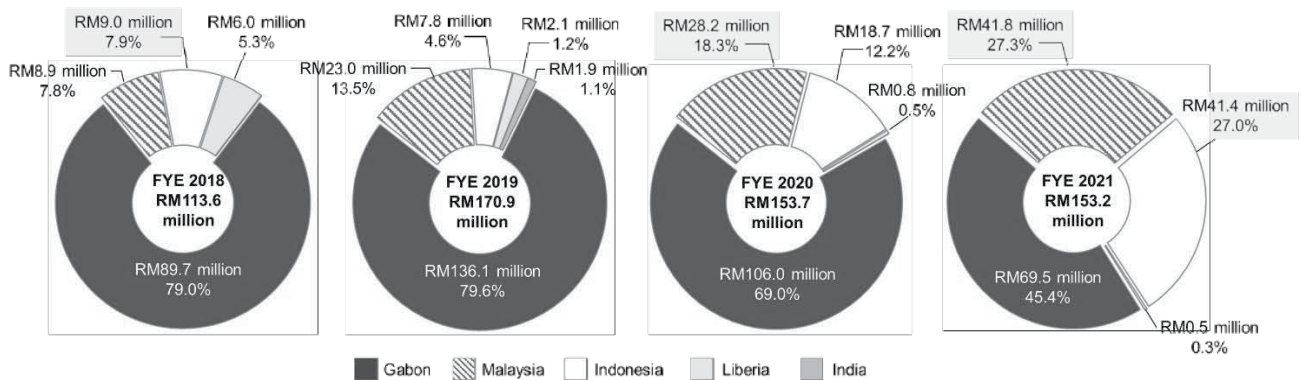 RM9.0 million
7.9%
RM6.0 million
5.3%
RM8.9 million
7.8%
FYE 2018
RM113.6
million
RM89.7 million
79.0%
RM7.8 million
4.6%
RM2.1 million
1.2%
RM23.0 million
13.5%
RM1.9 million
1.1%
FYE 2019
RM170.9
million
RM136.1 million
79.6%
RM28.2 million
18.3%
RM18.7 million
12.2%
RM0.8 million
0.5%
FYE 2020
RM153.7
million
RM106.0 million
69.0%
RM41.8 million
27.3%
RM41.4 million
27.0%
FYE 2021
RM153.2
million
RM69.5 million
45.4%
RM0.5 million
0.3%
Gabon
Malaysia
Indonesia
Liberia
India